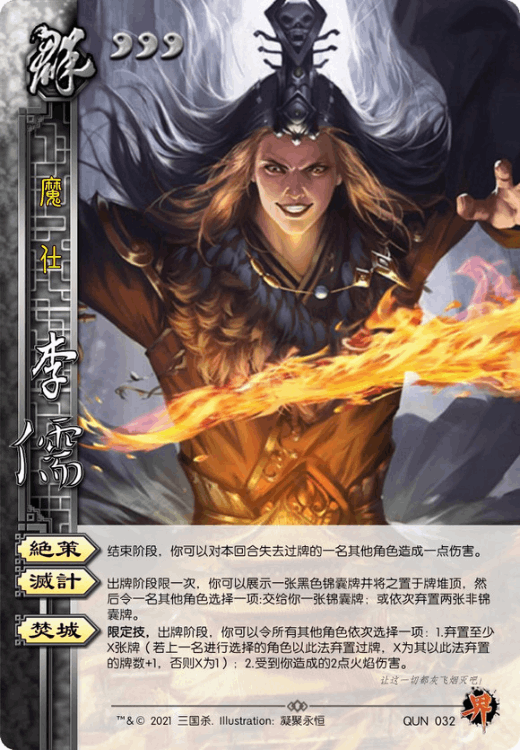 群
魔仕
李儒
絕策
结束阶段,你可以对本回合失去过牌的一名其他角色造成一点伤害。
滅計
出牌阶段限一次,你可以展示一张黑色锦囊牌并将之置于牌堆顶,然
后令一名其他角色选择一项:交给你一张锦囊牌;或依次弃置两张非锦
囊牌。
焚城
限定技,出牌阶段,你可以令所有其他角色依次选择一项:1.弃置至少
X张牌(若上一名进行选择的角色以此法弃置过牌,X为其以此法弃置
的牌数+1,否则X为1);2.受到你造成的2点火焰伤害。
让这一切都灰飞烟灭吧!
™&© 2021 三国杀. Illustration: 凝聚永恒
QUN 032
界